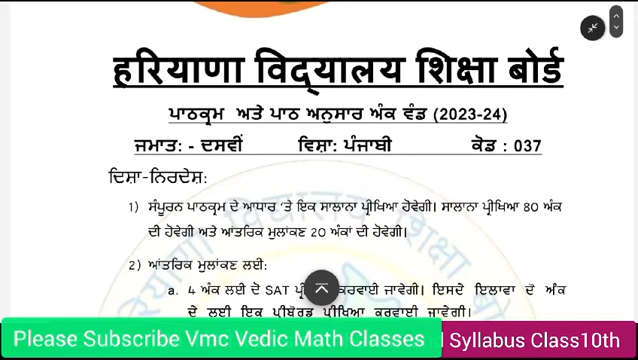 हरियाणा विद्यालय शिक्षा बोर्ड
ਪਾਠਕ੍ਰਮ ਅਤੇ ਪਾਠ ਅਨੁਸਾਰ ਅੰਕ ਵੰਡ (2023-24)
ਜਮਾਤ: - ਦਸਵੀਂ ਵਿਸ਼ਾ: ਪੰਜਾਬੀ ਕੋਡ : 037
ਦਿਸ਼ਾ-ਨਿਰਦੇਸ਼:
1) ਸੰਪੂਰਨ ਪਾਠਕ੍ਰਮ ਦੇ ਆਧਾਰ 'ਤੇ ਇਕ ਸਾਲਾਨਾ ਪ੍ਰੀਖਿਆ ਹੋਵੇਗੀ। ਸਾਲਾਨਾ ਪ੍ਰੀਖਿਆ 80 ਅੰਕ
ਦੀ ਹੋਵੇਗੀ ਅਤੇ ਆਂਤਰਿਕ ਮੁਲਾਂਕਣ 20 ਅੰਕਾਂ ਦੀ ਹੋਵੇਗੀ।
2) ਆਂਤਰਿਕ ਮੁਲਾਂਕਣ ਲਈ:
a. 4 ਅੰਕ ਲਈ ਦੋ SAT ਕਰਵਾਈ ਜਾਵੇਗੀ। ਇਸਦੇ ਇਲਾਵਾ ਦੋ ਅੰਕ
ਦੇ ਲਈ ਇਕ ਪ੍ਰੀਬੋਰਡ ਪ੍ਰੀਖਿਆ ਕਰਵਾਈ ਜਾਵੇਗੀ।
Please Subscribe Vmc Vedic Math Classes
Syllabus Class10th